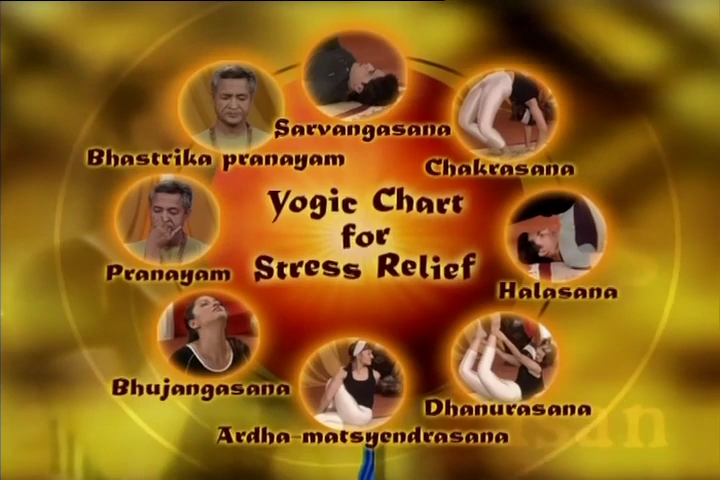 Sarvangasana
Bhastrika pranayam
Chakrasana
Yogic Chart
for
Stress Relief
Pranayam
Halasana
Bhujangasana
Dhanurasana
Ardha-matsyendrasana